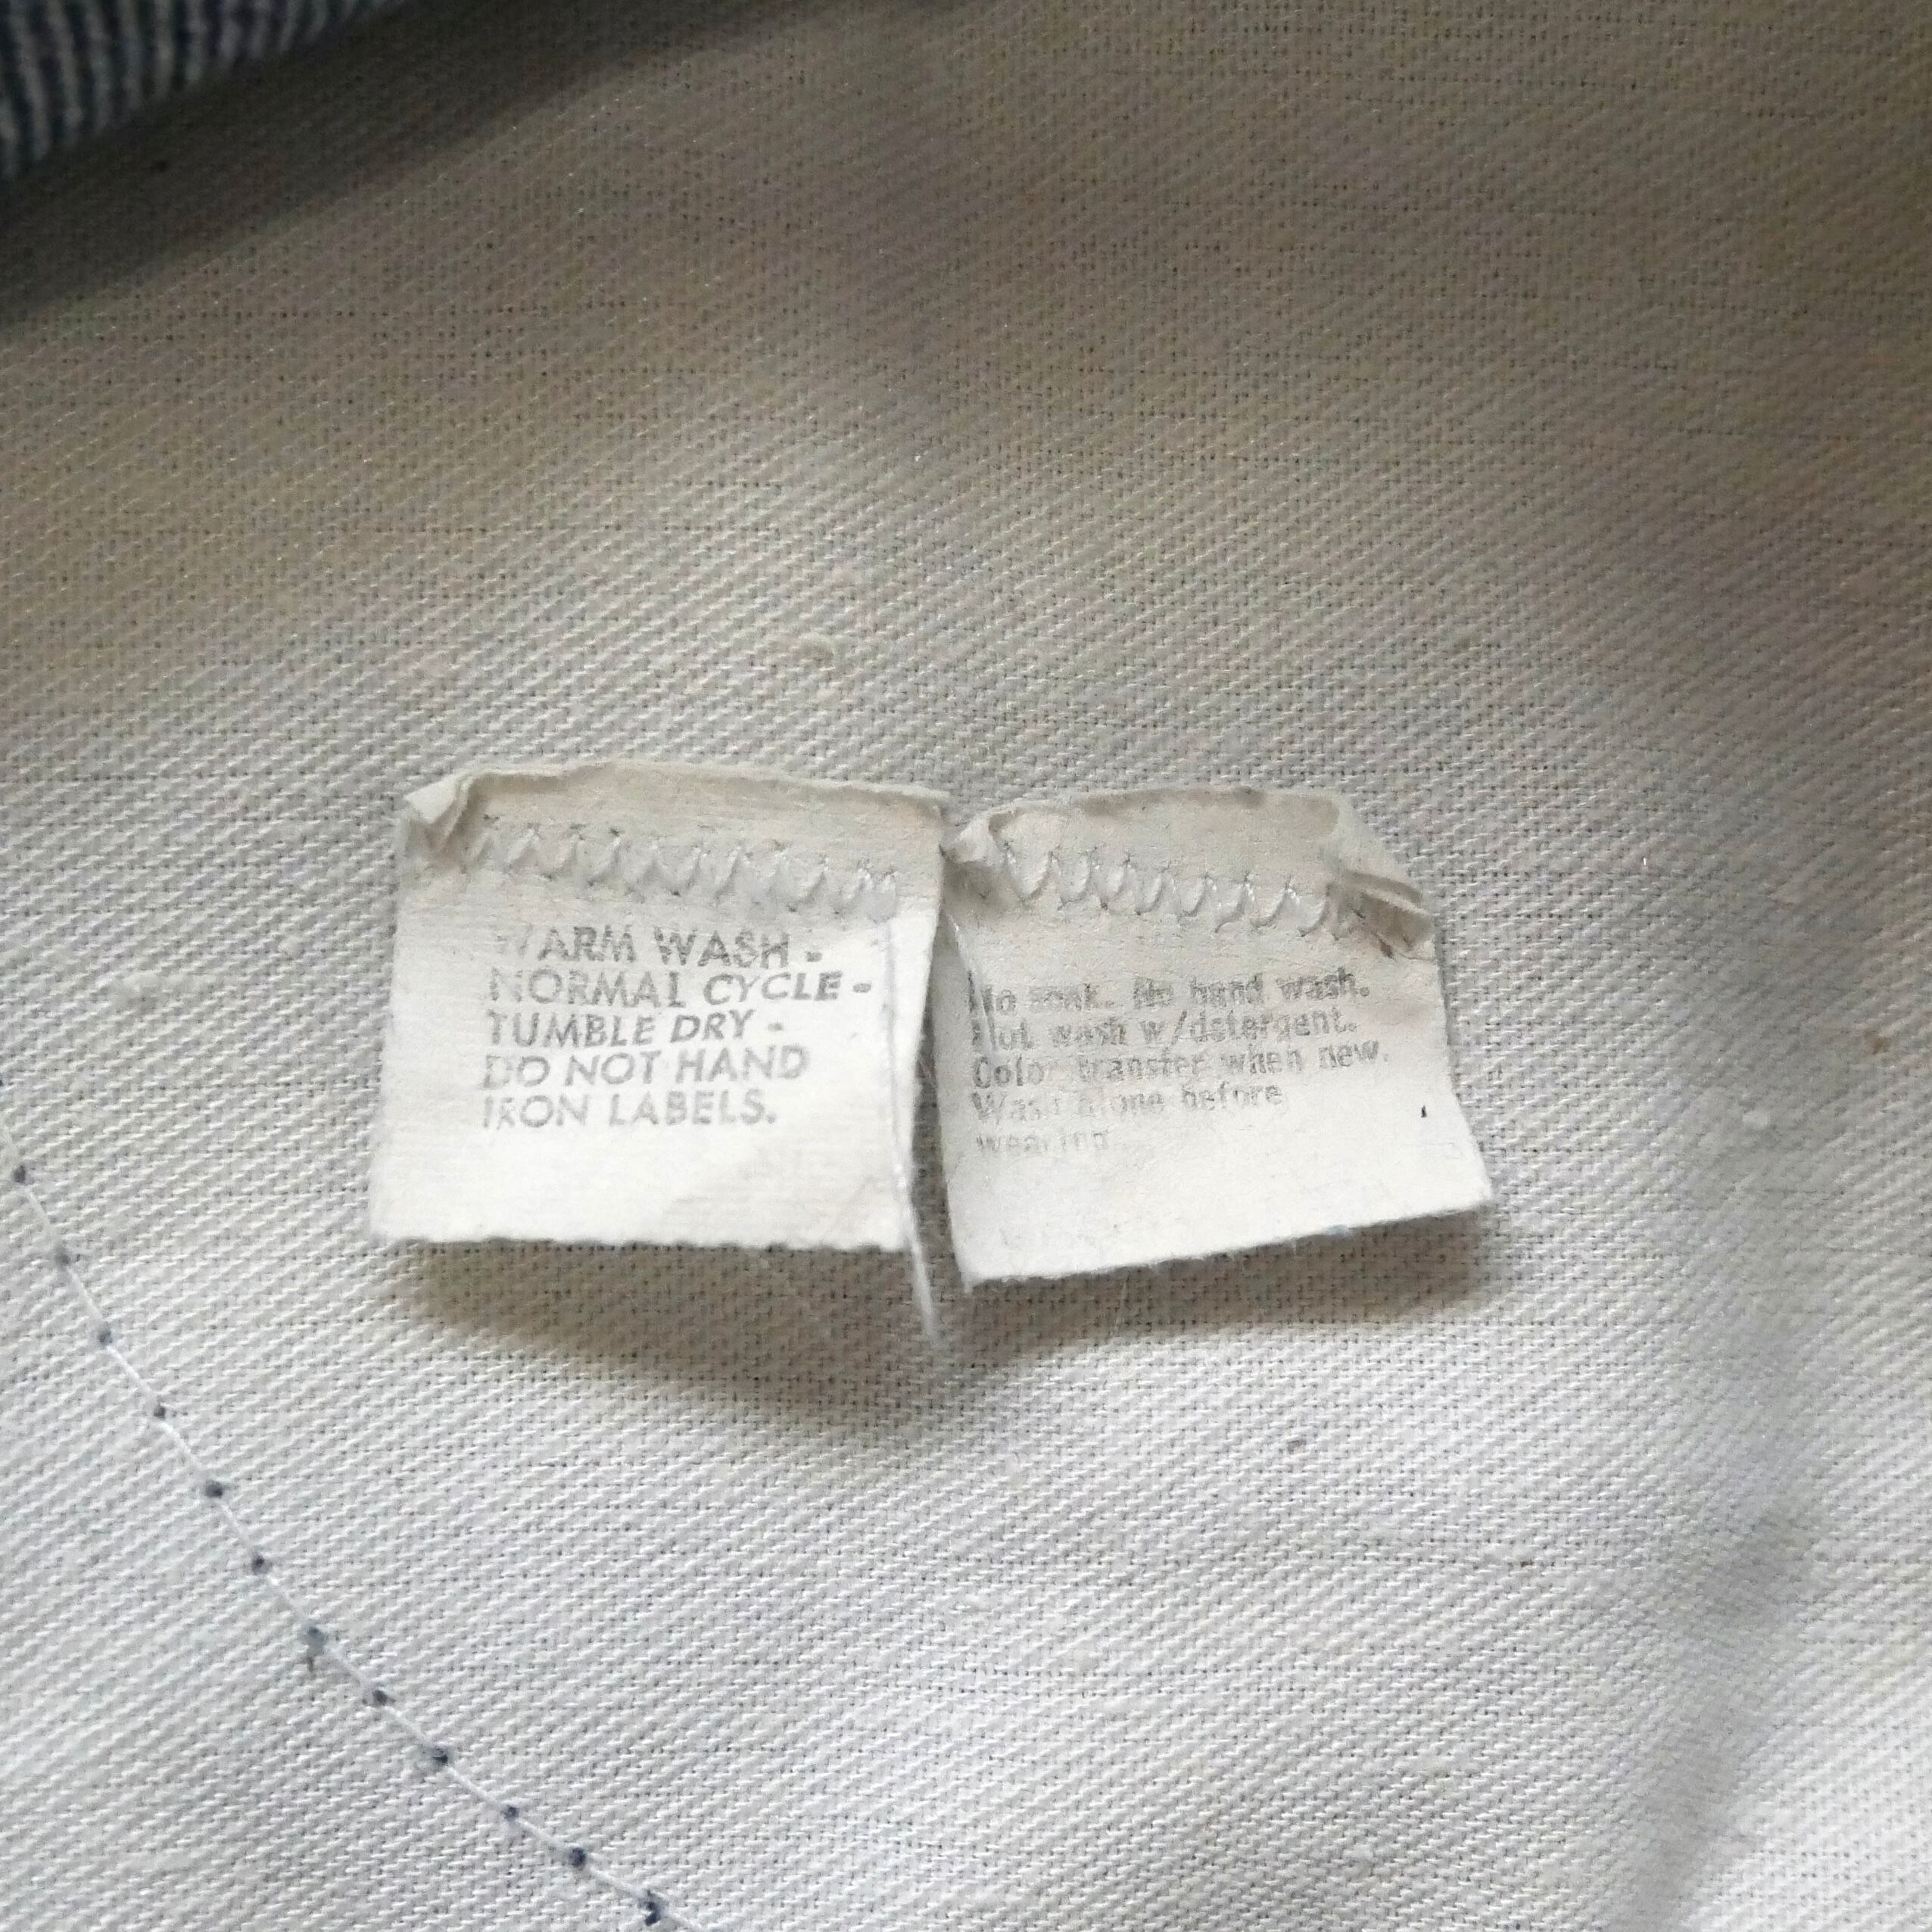 WARM WASH -
NORMAL CYCLE -
TUMBLE DRY -
DO NOT HAND
IRON LABELS.
No soak. No hand wash.
Hot wash w/detergent.
Color transfer when new.
Wash alone before
wearing